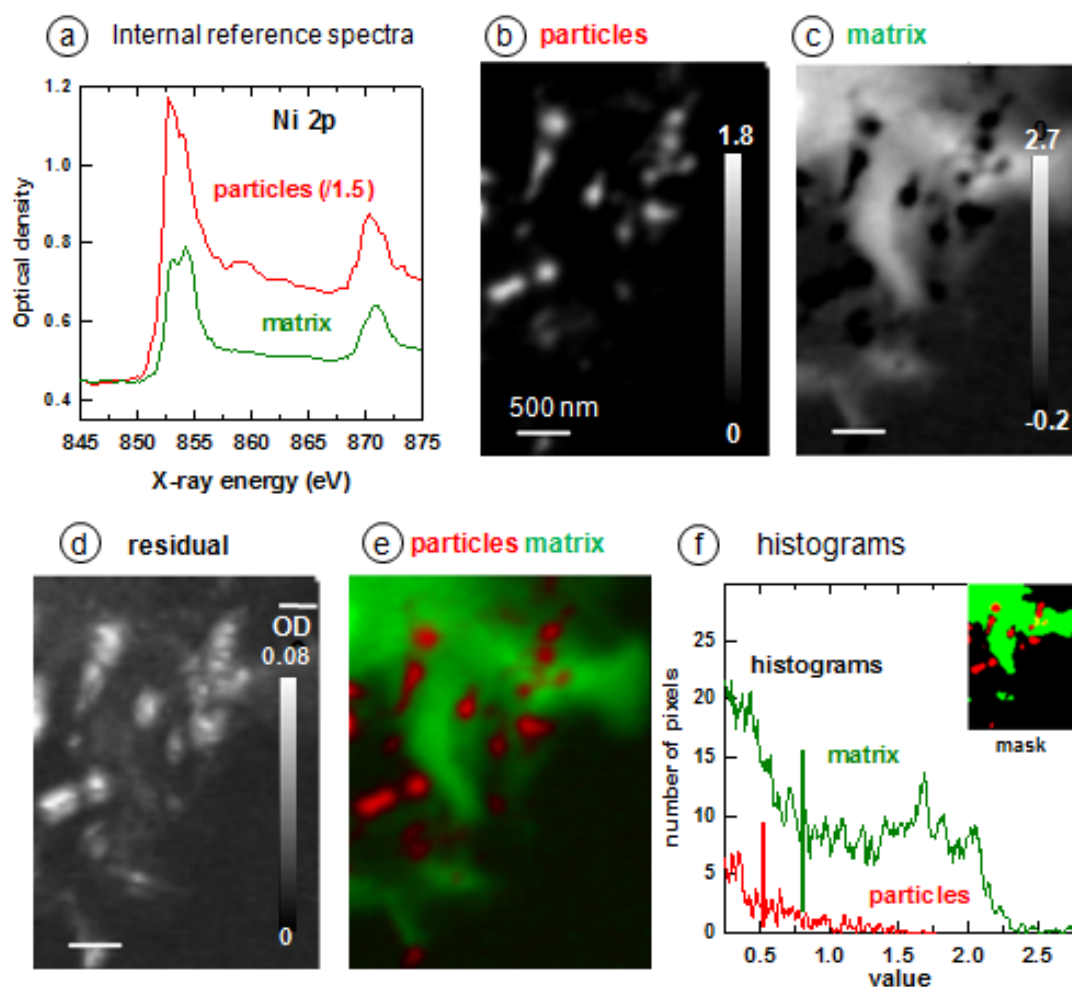 a Internal reference spectra
1.2
1.0
0.8
0.6
0.4
Optical density
Ni 2p
particles (/1.5)
matrix
845 850 855 860 865 870 875
X-ray energy (eV)
b particles
1.8
0
500 nm
c matrix
2.7
-0.2
d residual
OD
0.08
0
e particles matrix
f histograms
25
20
15
10
5
0
number of pixels
histograms
matrix
particles
mask
0.5 1.0 1.5 2.0 2.5
value